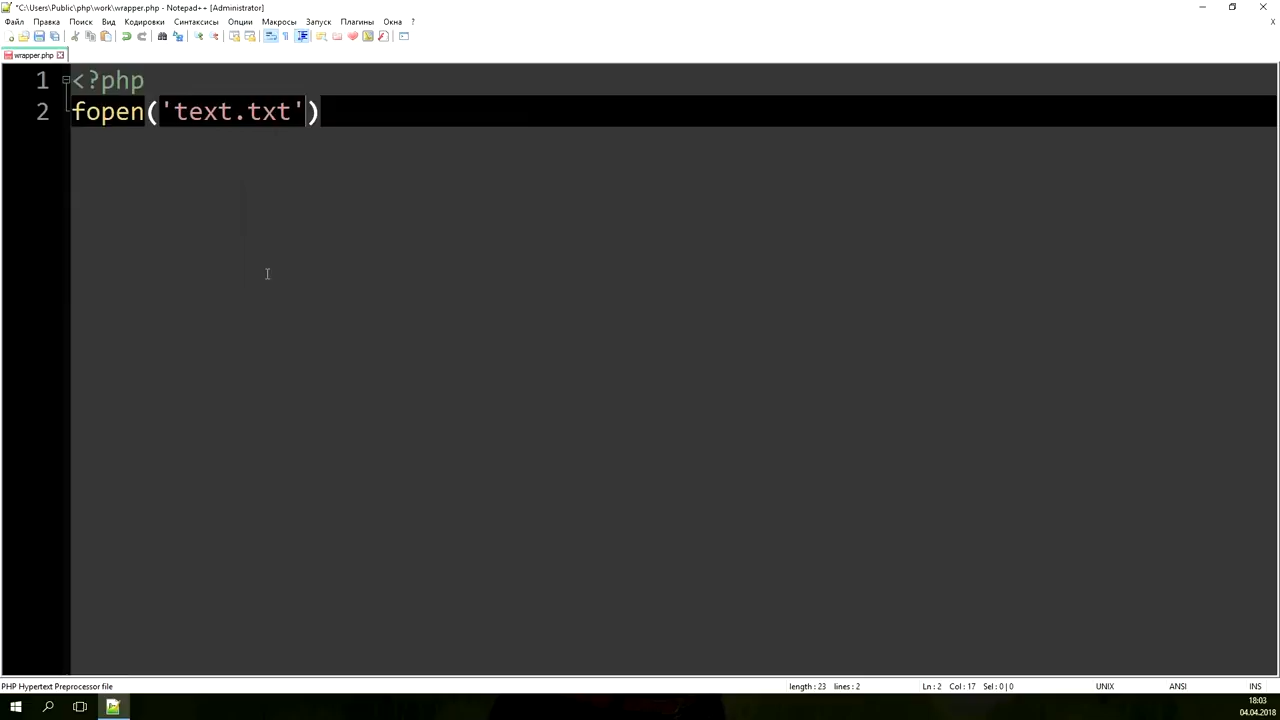 *C:\Users\Public\php\work\wrapper.php - Notepad++ [Administrator]
Файл Правка Поиск Вид Кодировки Синтаксисы Опции Макросы Запуск Плагины Окна ?
wrapper.php
1 <?php
2 fopen('text.txt')
PHP Hypertext Preprocessor file length : 23 lines : 2 Ln : 2 Col : 17 Sel : 0 | 0 UNIX ANSI INS
18:03
04.04.2018